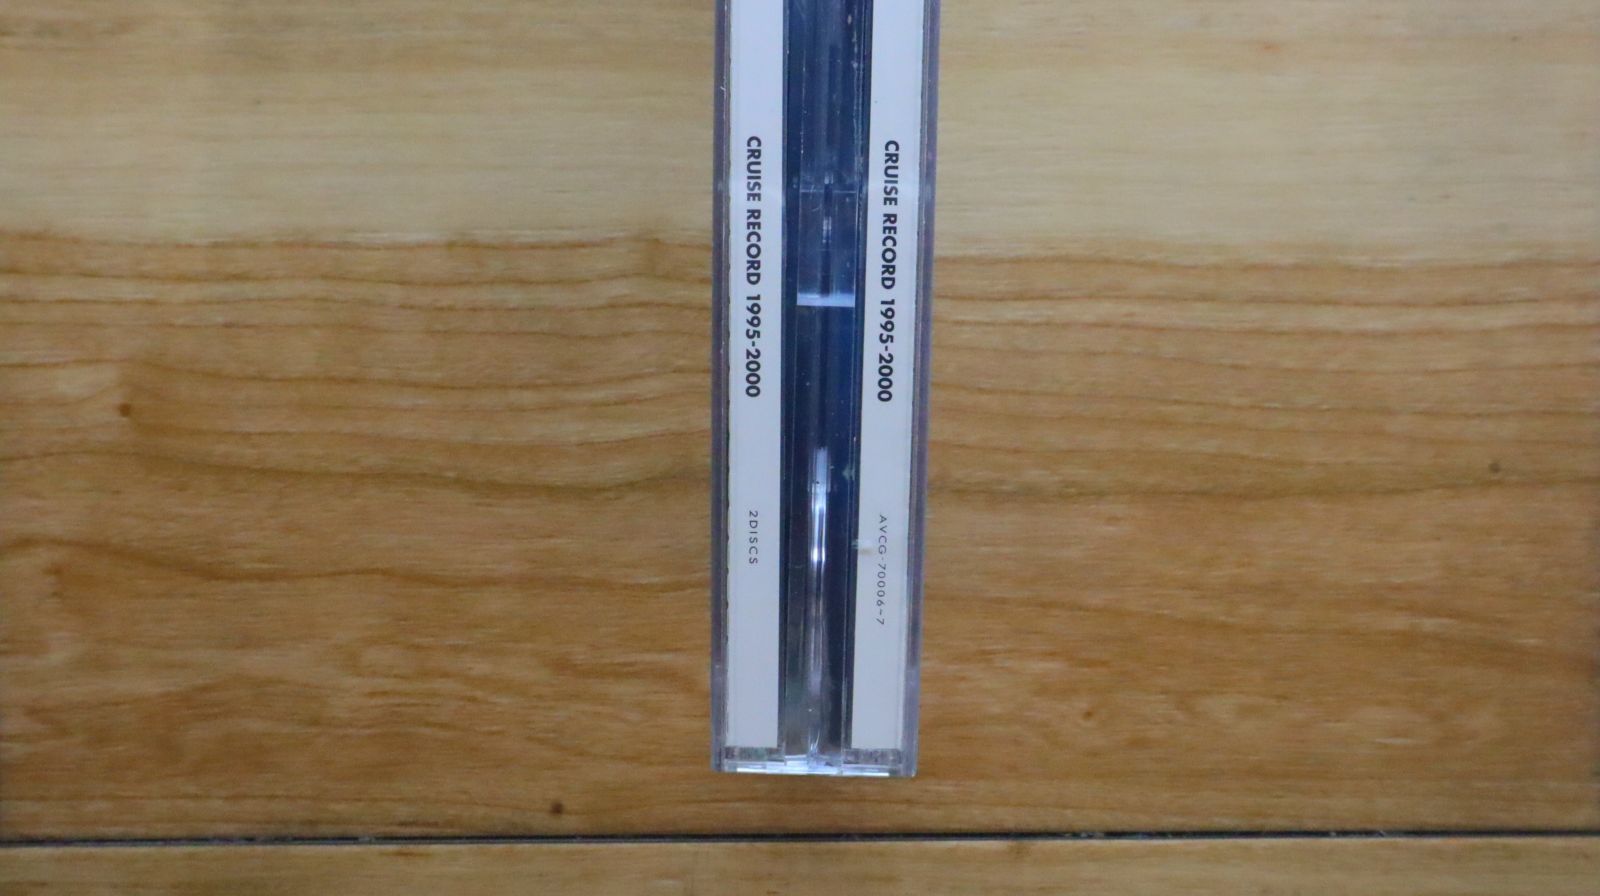 CRUISE RECORD 1995-2000
AVCG-70006~7
CRUISE RECORD 1995-2000
2DISCS